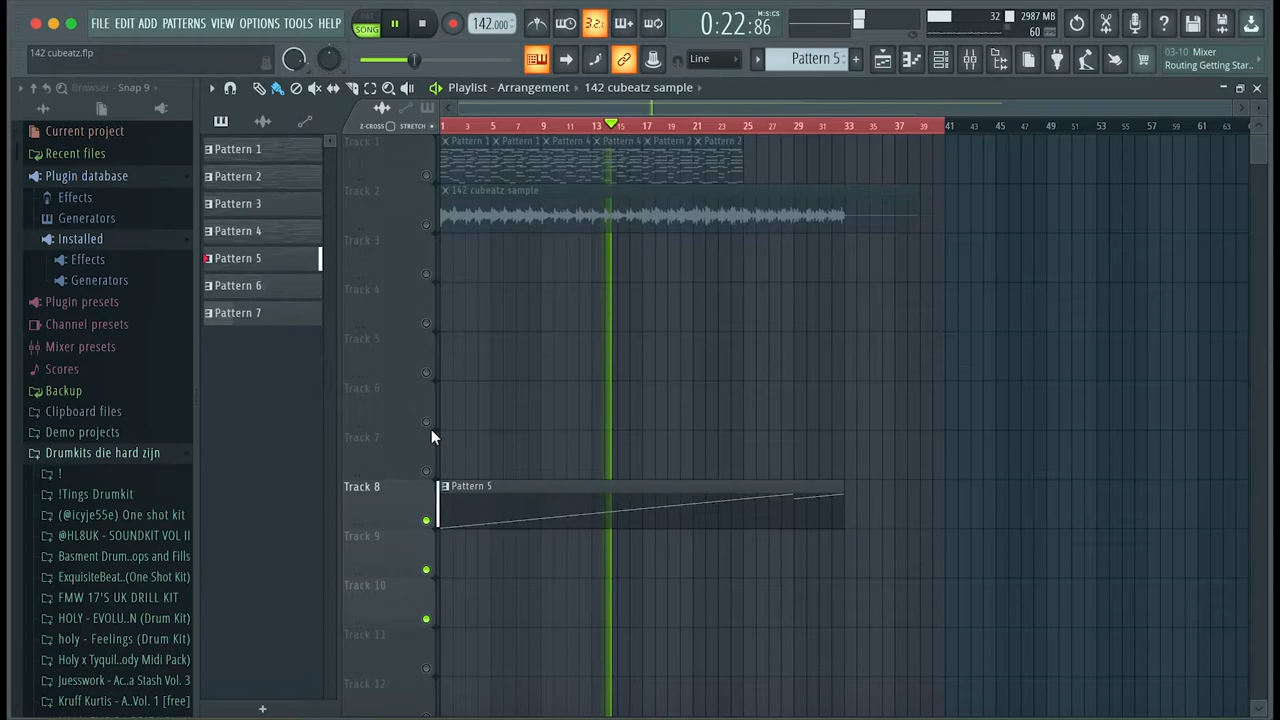 FILE EDIT ADD PATTERNS VIEW OPTIONS TOOLS HELP
PAT
SONG
142.000
3.2
0:22:86
M:S:CS
32
2987 MB
60
142 cubeatz.flp
Line
Pattern 5
03-10 Mixer
Routing Getting Star..
Browser - Snap 9
Playlist - Arrangement
142 cubeatz sample
Z-CROSS
STRETCH
1 3 5 7 9 11 13 15 17 19 21 23 25 27 29 31 33 35 37 39 41 43 45 47 49 51 53 55 57 59 61 63
Current project
Recent files
Plugin database
Effects
Generators
Installed
Effects
Generators
Plugin presets
Channel presets
Mixer presets
Scores
Backup
Clipboard files
Demo projects
Drumkits die hard zijn
!
!Tings Drumkit
(@icyje55e) One shot kit
@HL8UK - SOUNDKIT VOL II
Basment Drum..ops and Fills
ExquisiteBeat..(One Shot Kit)
FMW 17'S UK DRILL KIT
HOLY - EVOLU..N (Drum Kit)
holy - Feelings (Drum Kit)
Holy x Tyquil..ody Midi Pack)
Juesswork - Ac..a Stash Vol. 3
Kruff Kurtis - A..Vol. 1 [free]
Pattern 1
Pattern 2
Pattern 3
Pattern 4
Pattern 5
Pattern 6
Pattern 7
Track 1
Pattern 1 Pattern 1 Pattern 4 Pattern 4 Pattern 2 Pattern 2
Track 2
142 cubeatz sample
Track 3
Track 4
Track 5
Track 6
Track 7
Track 8
Pattern 5
Track 9
Track 10
Track 11
Track 12